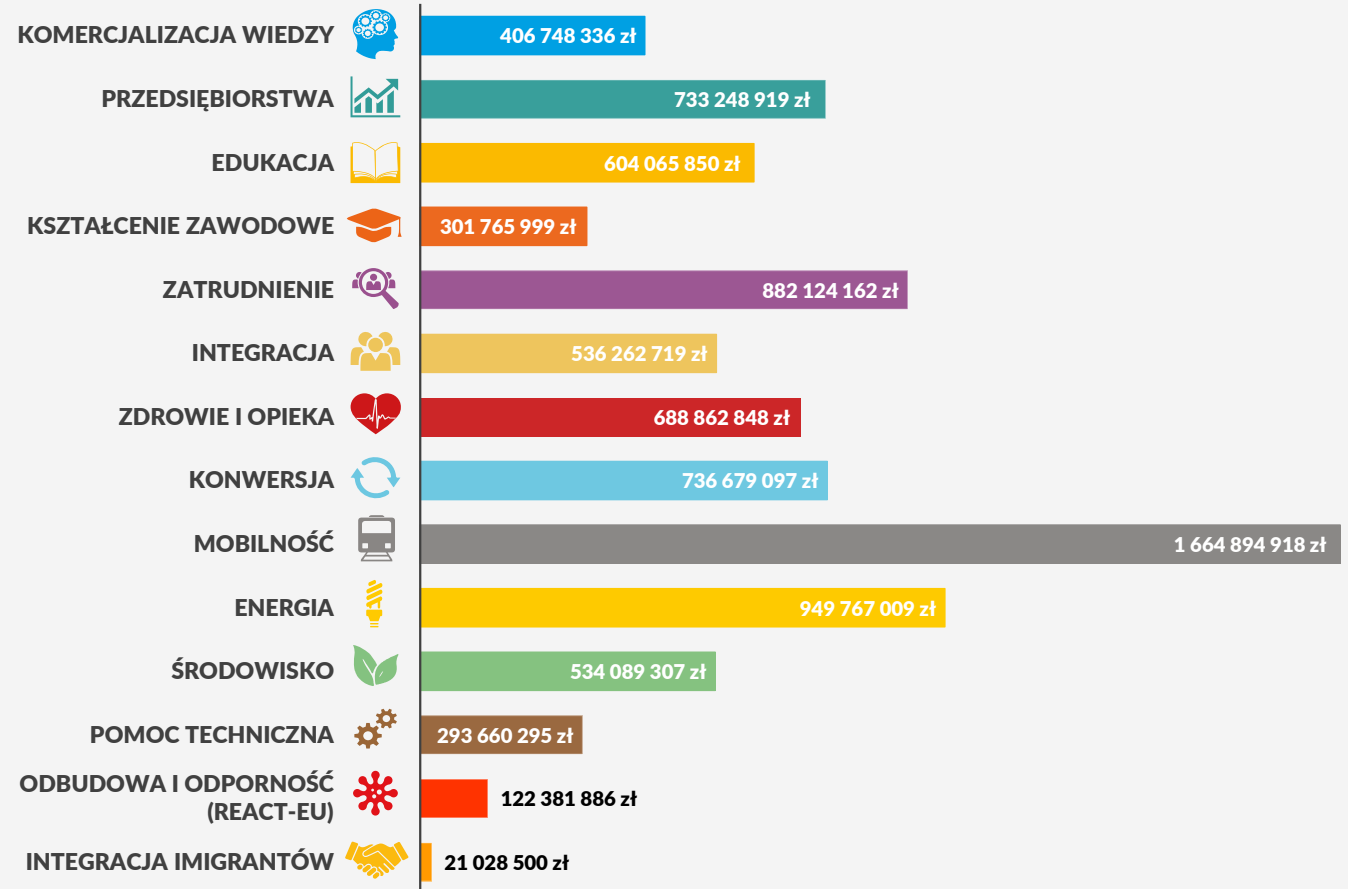 KOMERCJALIZACJA WIEDZY 406 748 336 zł
PRZEDSIĘBIORSTWA 733 248 919 zł
EDUKACJA 604 065 850 zł
KSZTAŁCENIE ZAWODOWE 301 765 999 zł
ZATRUDNIENIE 882 124 162 zł
INTEGRACJA 536 262 719 zł
ZDROWIE I OPIEKA 688 862 848 zł
KONWERSJA 736 679 097 zł
MOBILNOŚĆ 1 664 894 918 zł
ENERGIA 949 767 009 zł
ŚRODOWISKO 534 089 307 zł
POMOC TECHNICZNA 293 660 295 zł
ODBUDOWA I ODPORNOŚĆ
(REACT-EU) 122 381 886 zł
INTEGRACJA IMIGRANTÓW 21 028 500 zł